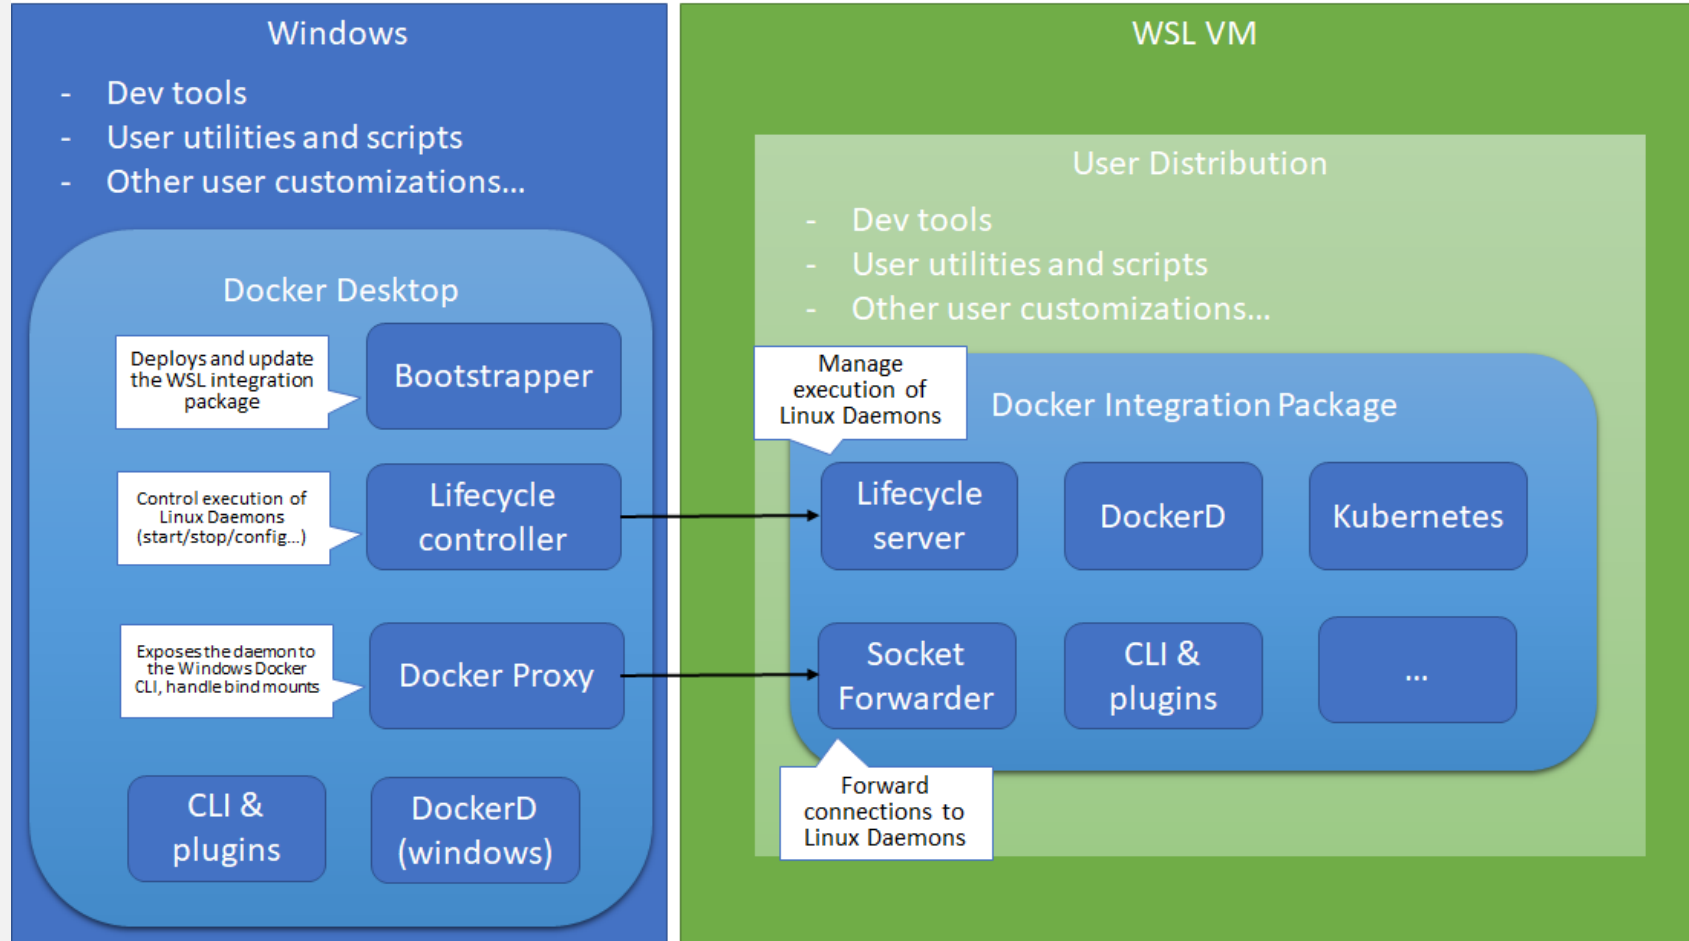 Windows
- Dev tools
- User utilities and scripts
- Other user customizations...
Docker Desktop
Deploys and update
the WSL integration
package
Bootstrapper
Control execution of
Linux Daemons
(start/stop/config...)
Lifecycle
controller
Exposes the daemon to
the Windows Docker
CLI, handle bind mounts
Docker Proxy
CLI &
plugins
DockerD
(windows)
WSL VM
User Distribution
- Dev tools
- User utilities and scripts
- Other user customizations...
Manage
execution of
Linux Daemons
Docker Integration Package
Lifecycle
server
DockerD
Kubernetes
Socket
Forwarder
CLI &
plugins
...
Forward
connections to
Linux Daemons